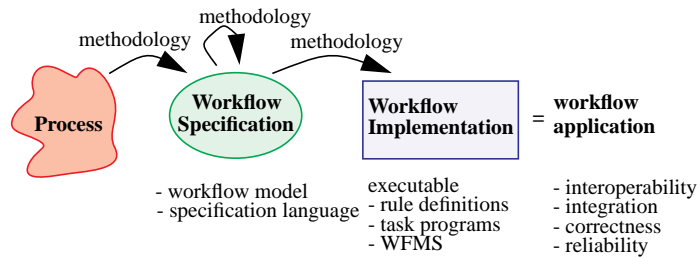 methodology
methodology
methodology
Process
Workflow
Specification
Workflow
Implementation
= workflow
application
- workflow model
- specification language
executable
- rule definitions
- task programs
- WFMS
- interoperability
- integration
- correctness
- reliability